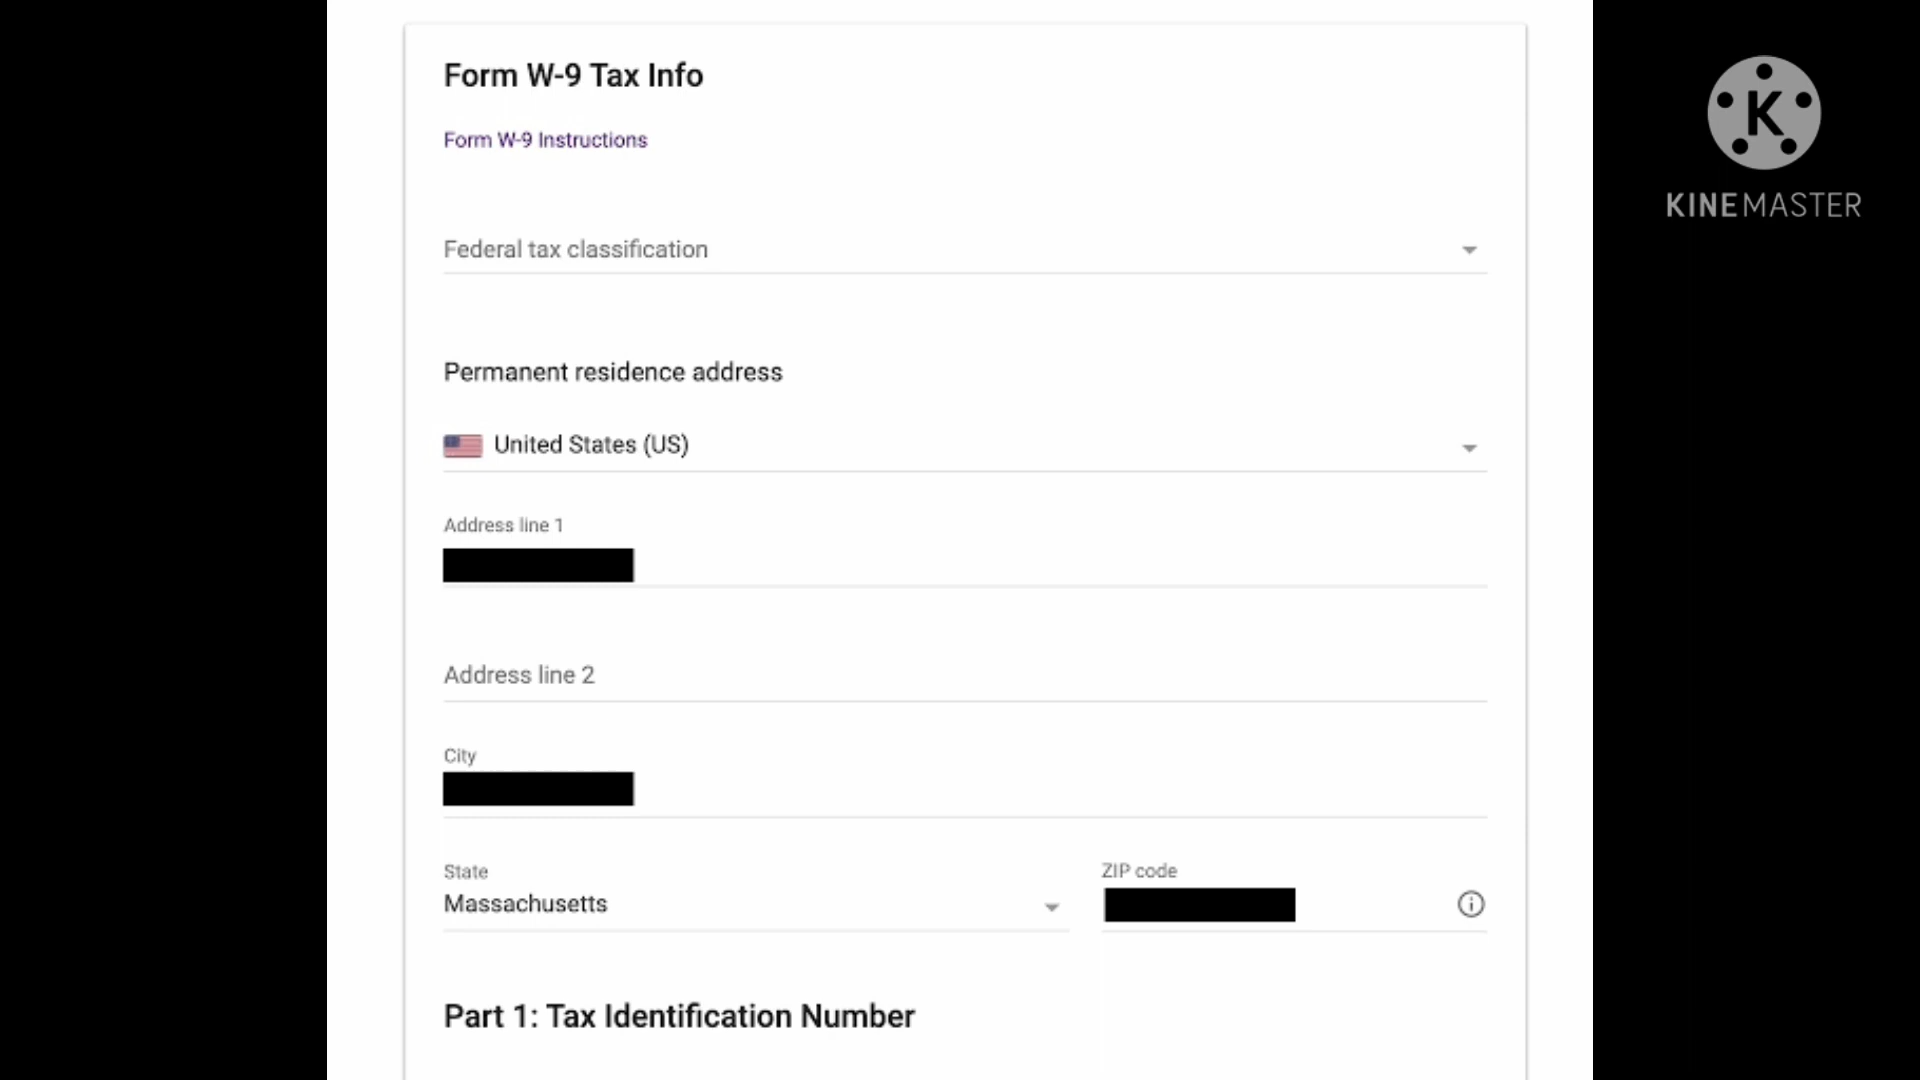 Form W-9 Tax Info
Form W-9 Instructions
Federal tax classification
Permanent residence address
United States (US)
Address line 1
Address line 2
City
State
Massachusetts
ZIP code
Part 1: Tax Identification Number
K
KINEMASTER